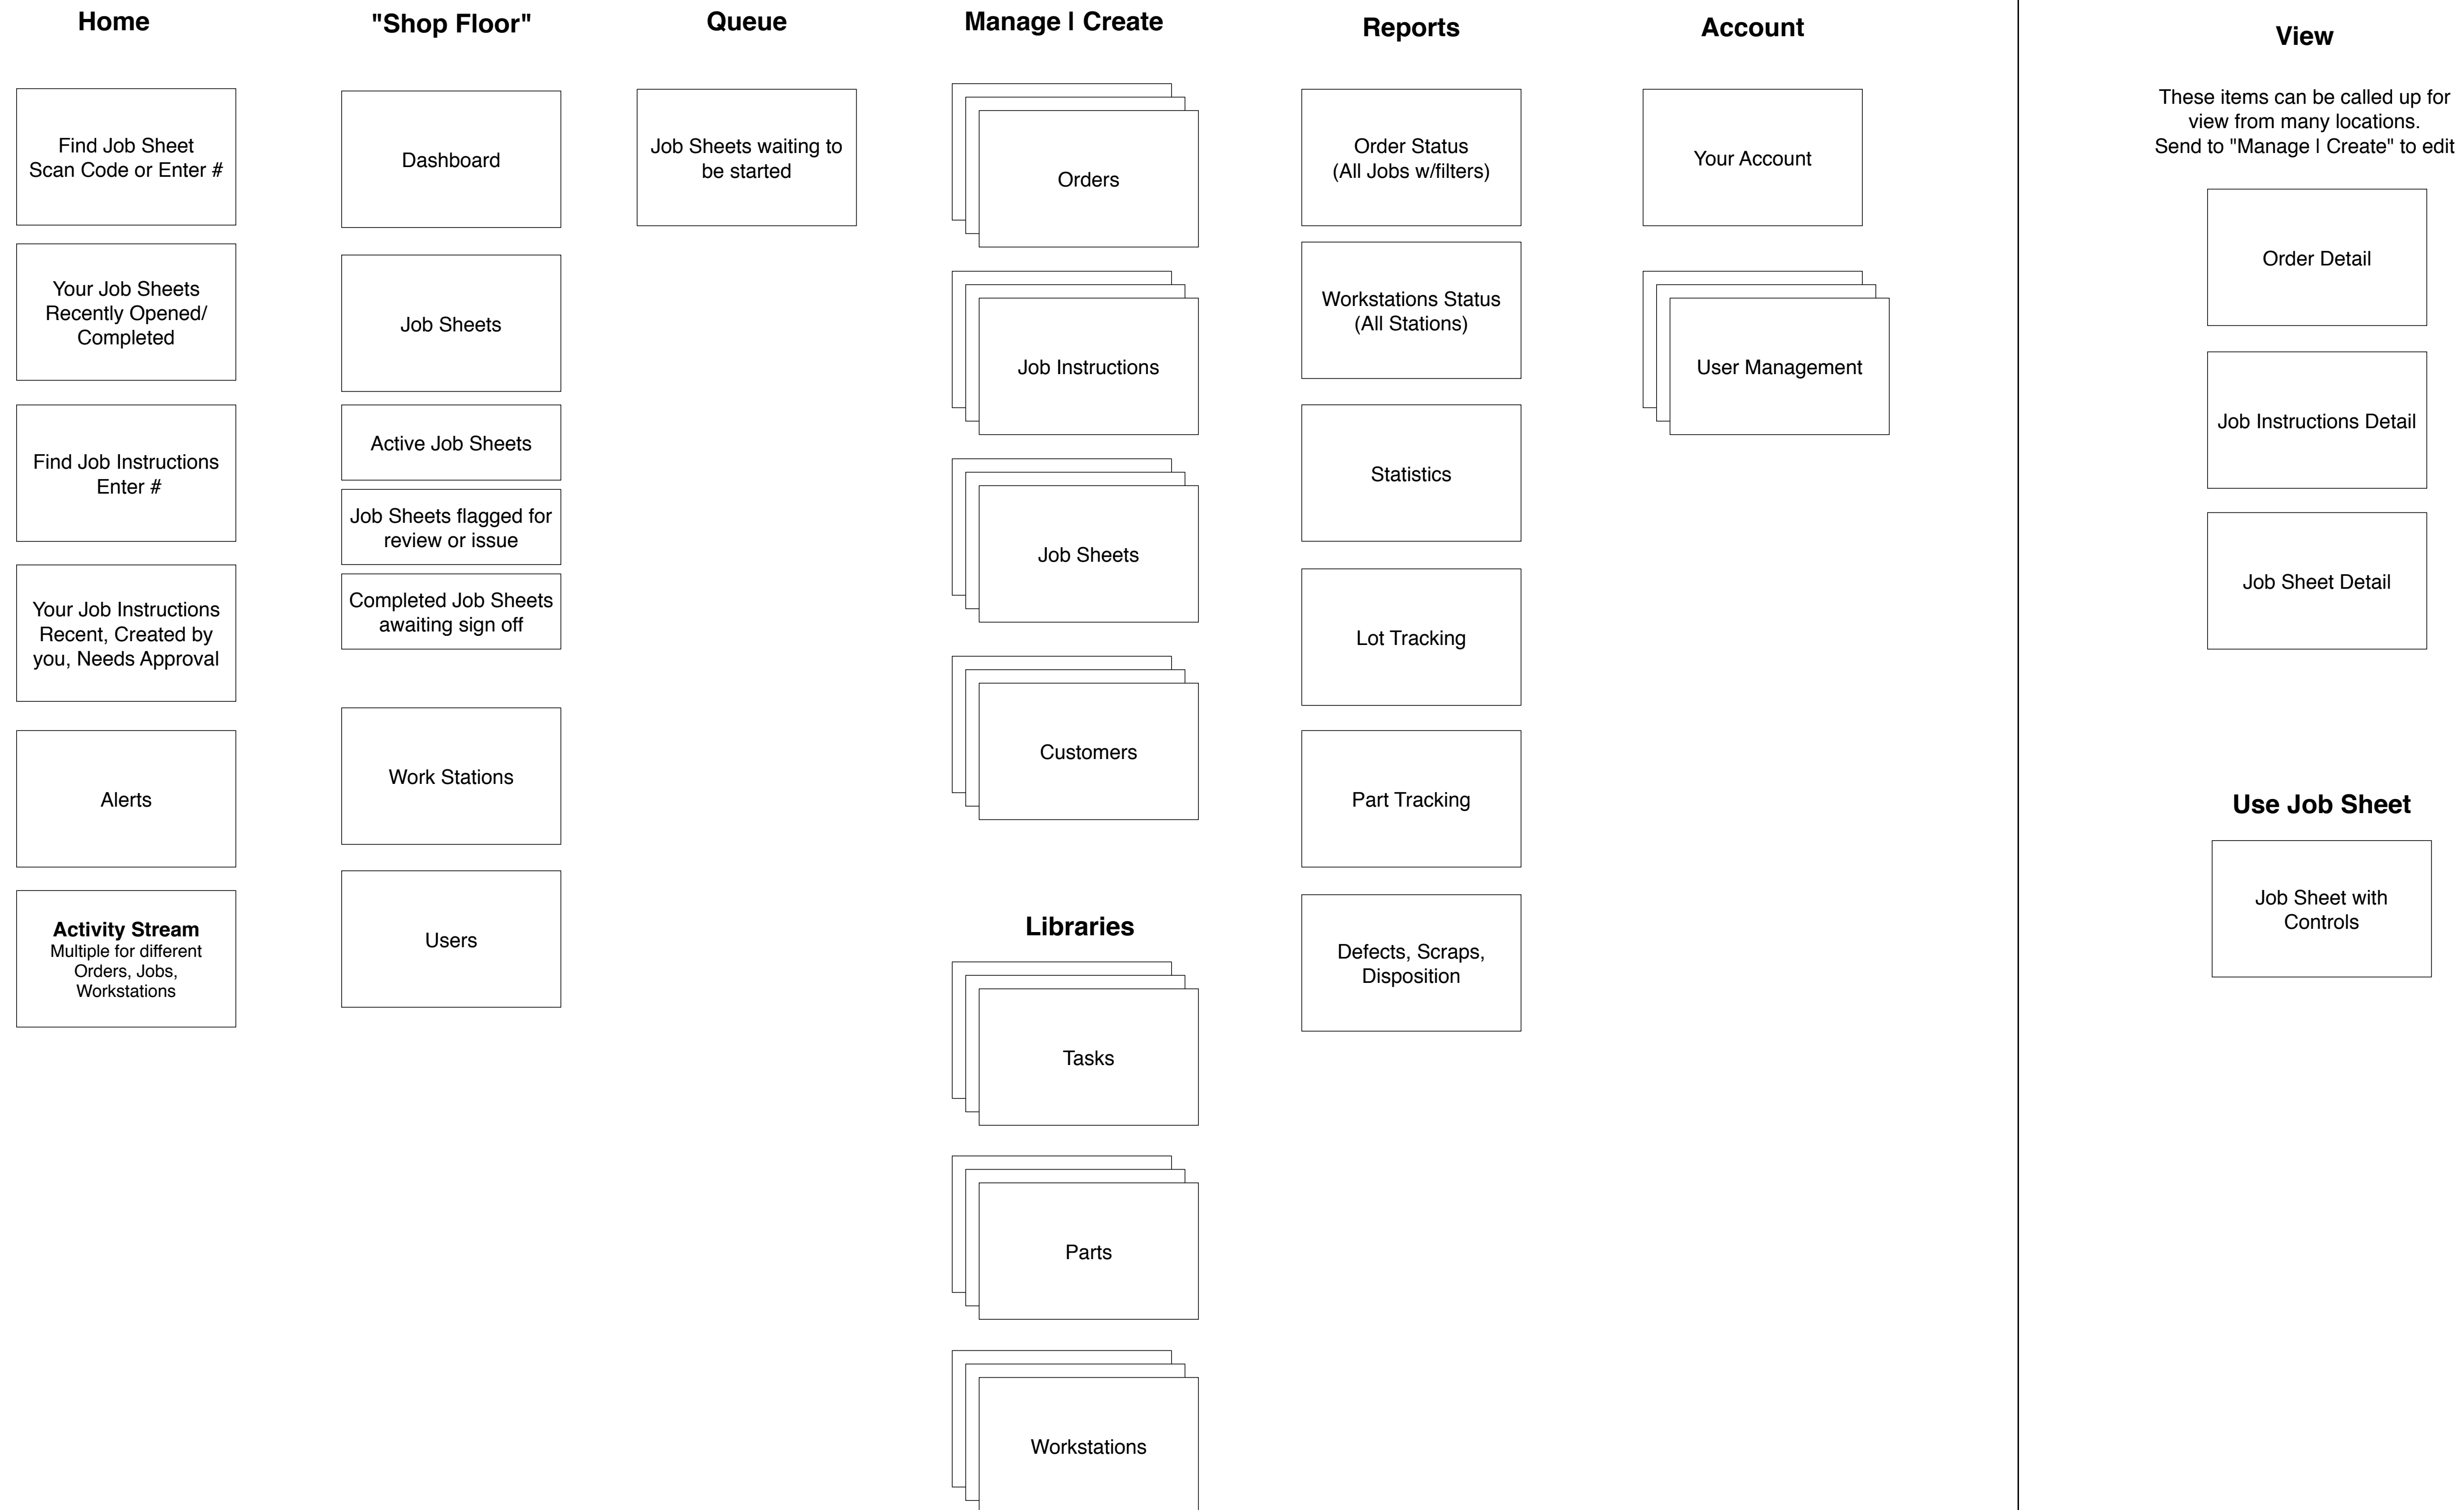 Home
Find Job Sheet
Scan Code or Enter #
Your Job Sheets
Recently Opened/
Completed
Find Job Instructions
Enter #
Your Job Instructions
Recent, Created by
you, Needs Approval
Alerts
Activity Stream
Multiple for different
Orders, Jobs,
Workstations
"Shop Floor"
Dashboard
Job Sheets
Active Job Sheets
Job Sheets flagged for
review or issue
Completed Job Sheets
awaiting sign off
Work Stations
Users
Queue
Job Sheets waiting to
be started
Manage | Create
Orders
Job Instructions
Job Sheets
Customers
Libraries
Tasks
Parts
Workstations
Reports
Order Status
(All Jobs w/filters)
Workstations Status
(All Stations)
Statistics
Lot Tracking
Part Tracking
Defects, Scraps,
Disposition
Account
Your Account
User Management
View
These items can be called up for
view from many locations.
Send to "Manage | Create" to edit
Order Detail
Job Instructions Detail
Job Sheet Detail
Use Job Sheet
Job Sheet with
Controls